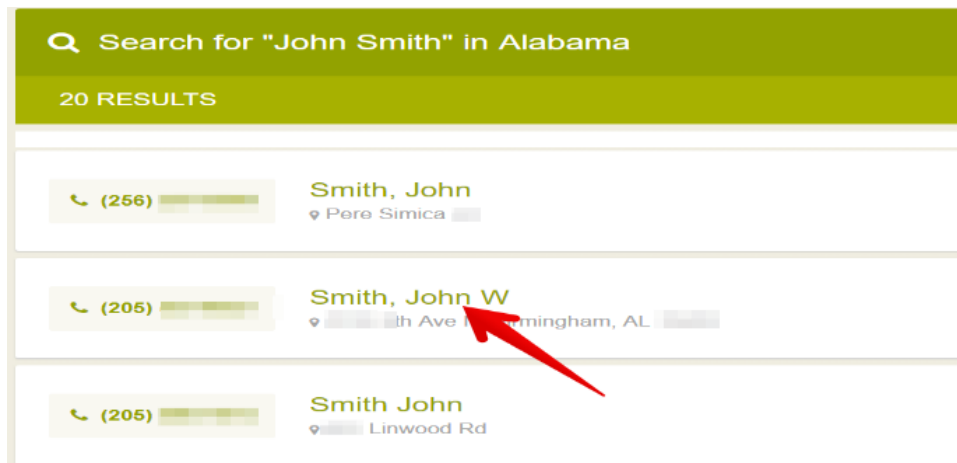 Search for "John Smith" in Alabama
20 RESULTS
(256)
Smith, John
Pere Simica
(205)
Smith, John W
th Ave mingham, AL
(205)
Smith John
Linwood Rd